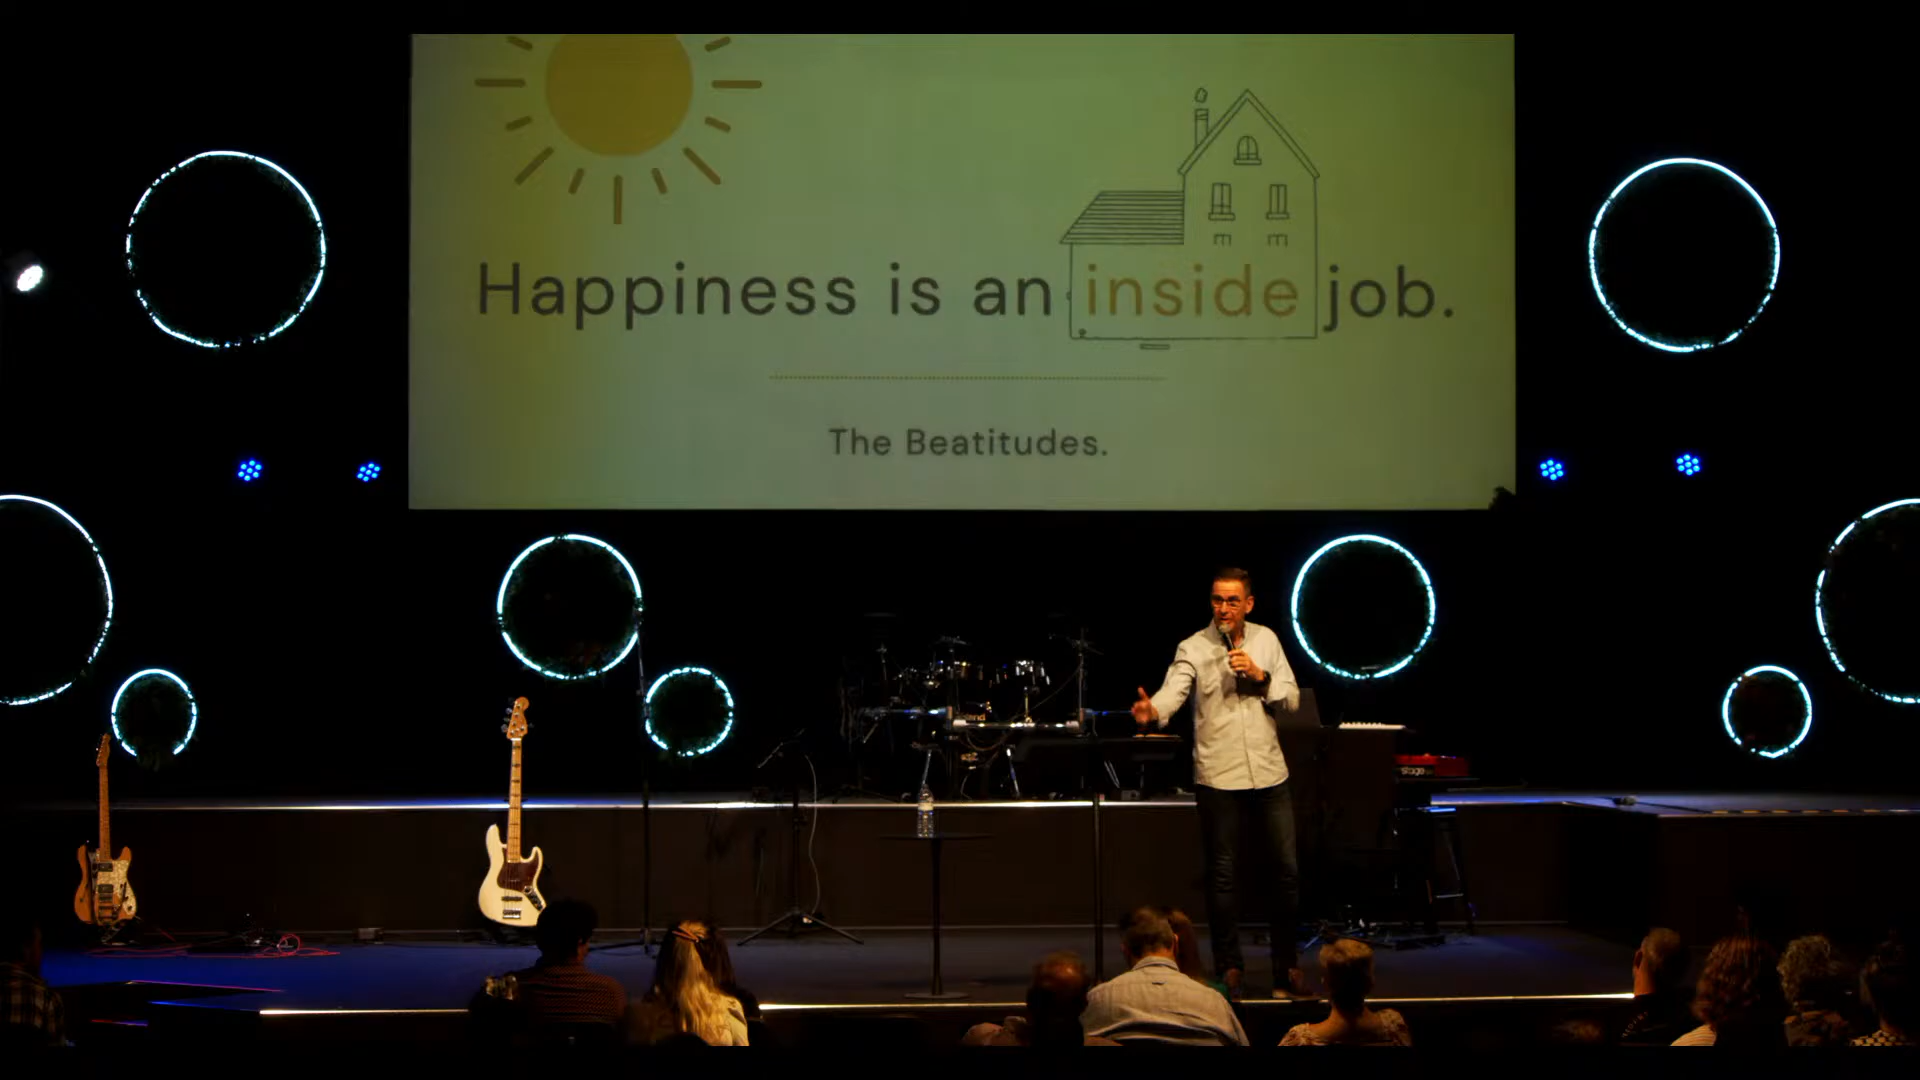 Happiness is an inside job.
The Beatitudes.